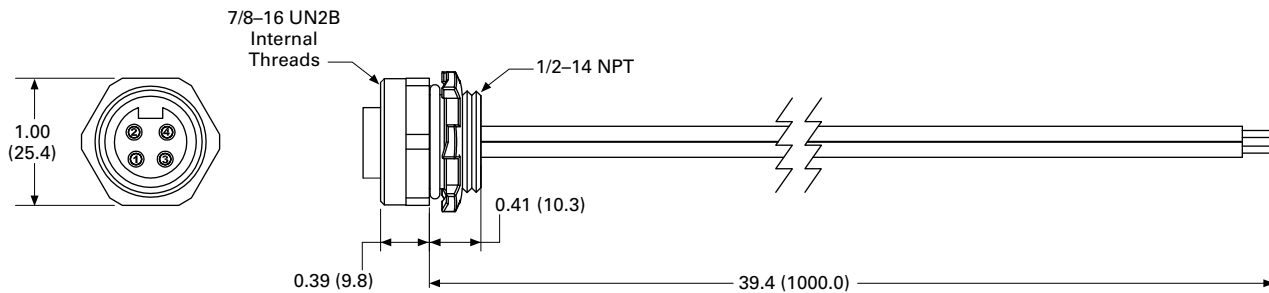 7/8–16 UN2B
Internal
Threads
1/2–14 NPT
1.00
(25.4)
2 4
1 3
0.41 (10.3)
0.39 (9.8)
39.4 (1000.0)